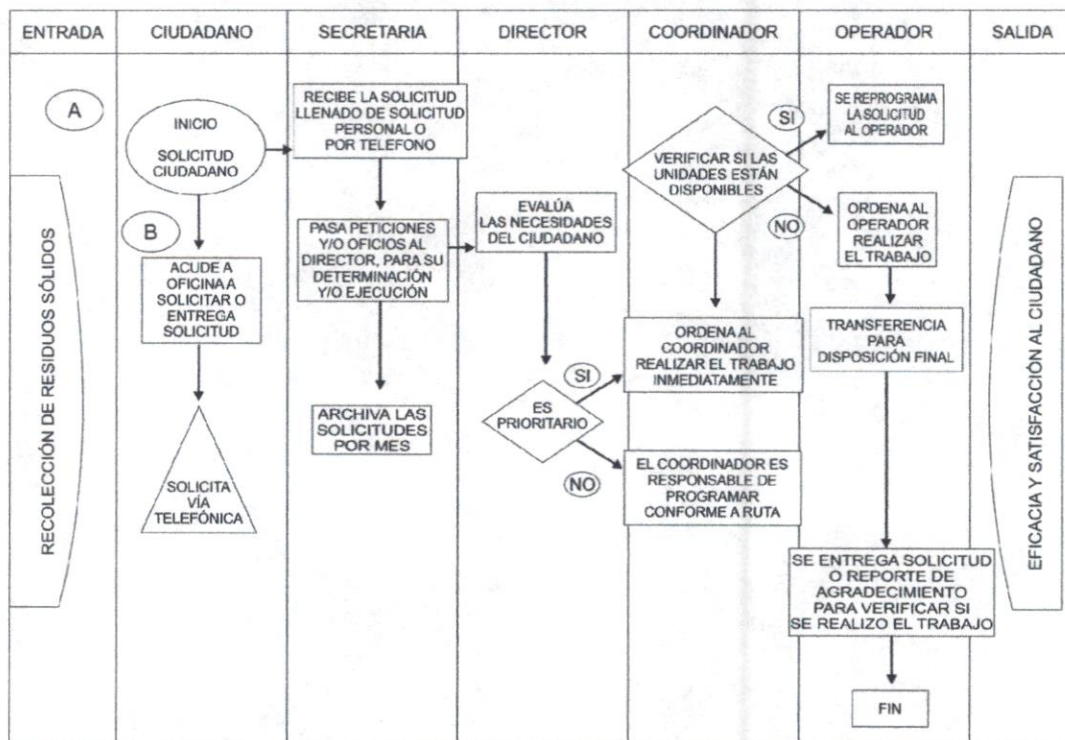 ENTRADA
CIUDADANO
SECRETARIA
DIRECTOR
COORDINADOR
OPERADOR
SALIDA
A
RECOLECCIÓN DE RESIDUOS SÓLIDOS
INICIO
SOLICITUD
CIUDADANO
B
ACUDE A
OFICINA A
SOLICITAR O
ENTREGA
SOLICITUD
SOLICITA
VÍA
TELEFÓNICA
RECIBE LA SOLICITUD
LLENADO DE SOLICITUD
PERSONAL O
POR TELEFONO
PASA PETICIONES
Y/O OFICIOS AL
DIRECTOR, PARA SU
DETERMINACIÓN
Y/O EJECUCIÓN
ARCHIVA LAS
SOLICITUDES
POR MES
EVALÚA
LAS NECESIDADES
DEL CIUDADANO
ES
PRIORITARIO
SI
NO
VERIFICAR SI LAS
UNIDADES ESTÁN
DISPONIBLES
SI
NO
ORDENA AL
COORDINADOR
REALIZAR EL TRABAJO
INMEDIATAMENTE
EL COORDINADOR ES
RESPONSABLE DE
PROGRAMAR
CONFORME A RUTA
SE REPROGRAMA
LA SOLICITUD
AL OPERADOR
ORDENA AL
OPERADOR
REALIZAR
EL TRABAJO
TRANSFERENCIA
PARA
DISPOSICIÓN FINAL
SE ENTREGA SOLICITUD
O REPORTE DE
AGRADECIMIENTO
PARA VERIFICAR SI
SE REALIZO EL TRABAJO
FIN
EFICACIA Y SATISFACCIÓN AL CIUDADANO